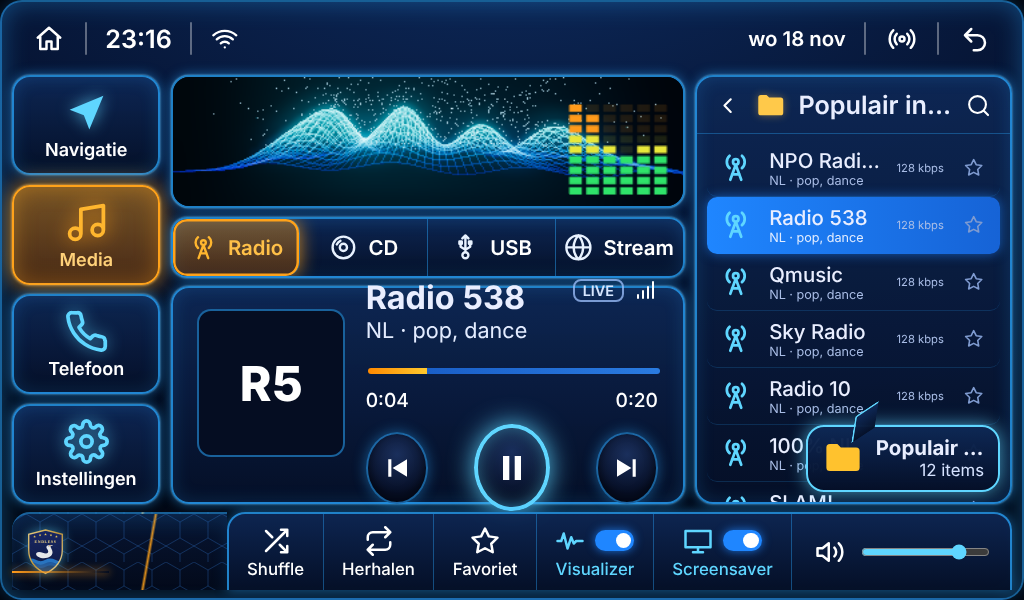 23:16
wo 18 nov
Navigatie
Media
Telefoon
Instellingen
Radio
CD
USB
Stream
Radio 538
LIVE
NL · pop, dance
R5
0:04
0:20
Populair in...
NPO Radi...
128 kbps
NL · pop, dance
Radio 538
128 kbps
NL · pop, dance
Qmusic
128 kbps
NL · pop, dance
Sky Radio
128 kbps
NL · pop, dance
Radio 10
128 kbps
NL · pop, dance
100
NL · po
Populair ...
12 items
SLAM!
ENDLESS
Shuffle
Herhalen
Favoriet
Visualizer
Screensaver